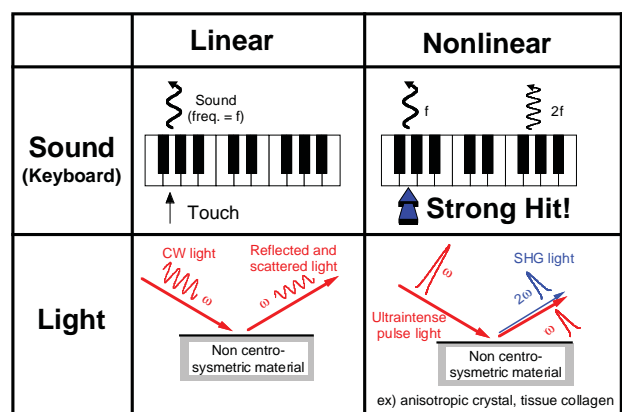 Linear
Nonlinear
Sound
(Keyboard)
Sound
(freq. = f)
Touch
f
2f
Strong Hit!
Light
CW light
ω
Reflected and
scattered light
ω
Non centro-
sysmetric material
ω
Ultraintense
pulse light
SHG light
2ω
ω
Non centro-
sysmetric material
ex) anisotropic crystal, tissue collagen